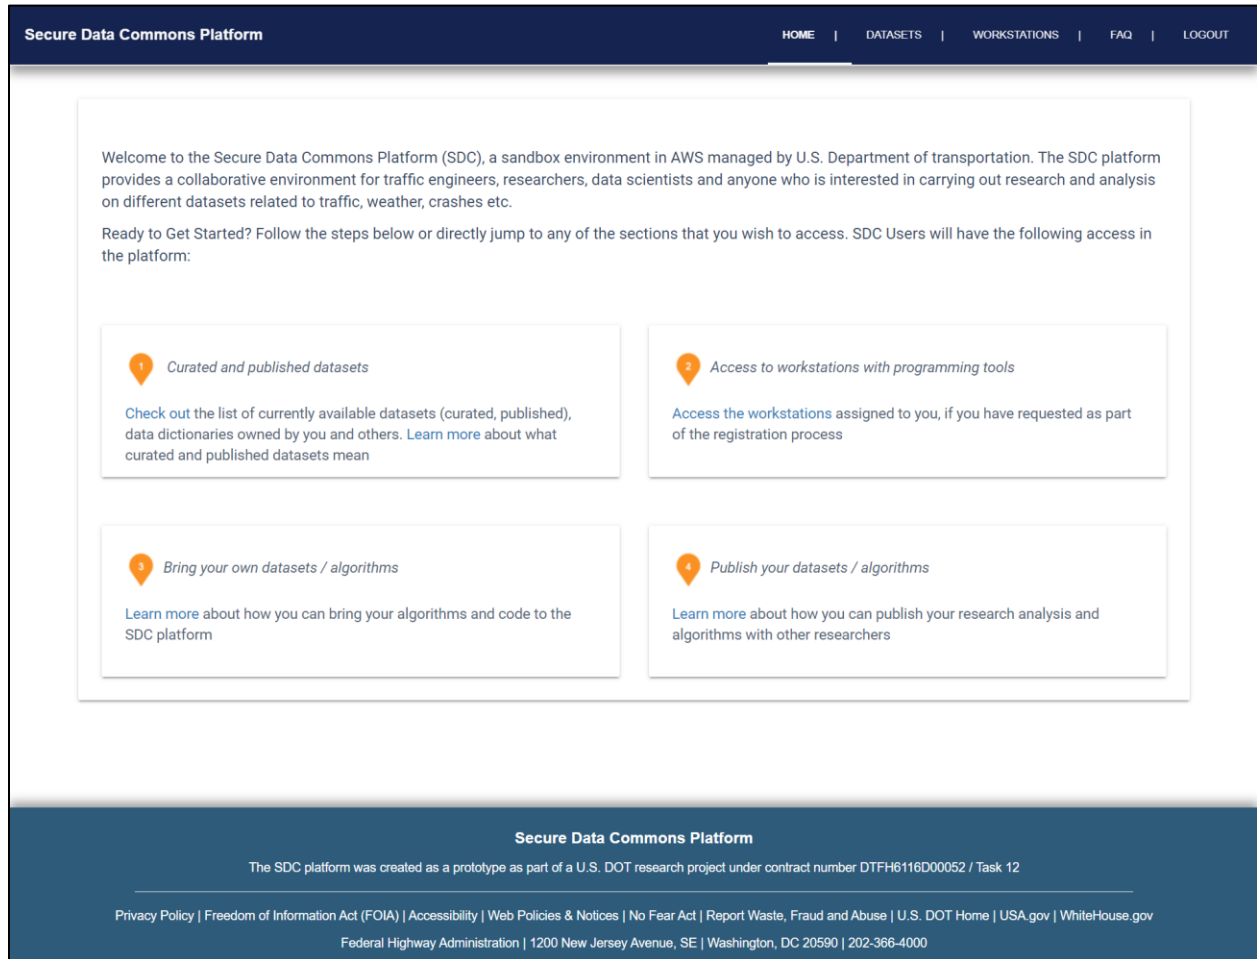 Secure Data Commons Platform
HOME | DATASETS | WORKSTATIONS | FAQ | LOGOUT
Welcome to the Secure Data Commons Platform (SDC), a sandbox environment in AWS managed by U.S. Department of transportation. The SDC platform
provides a collaborative environment for traffic engineers, researchers, data scientists and anyone who is interested in carrying out research and analysis
on different datasets related to traffic, weather, crashes etc.
Ready to Get Started? Follow the steps below or directly jump to any of the sections that you wish to access. SDC Users will have the following access in
the platform:
1 Curated and published datasets
Check out the list of currently available datasets (curated, published),
data dictionaries owned by you and others. Learn more about what
curated and published datasets mean
2 Access to workstations with programming tools
Access the workstations assigned to you, if you have requested as part
of the registration process
3 Bring your own datasets / algorithms
Learn more about how you can bring your algorithms and code to the
SDC platform
4 Publish your datasets / algorithms
Learn more about how you can publish your research analysis and
algorithms with other researchers
Secure Data Commons Platform
The SDC platform was created as a prototype as part of a U.S. DOT research project under contract number DTFH6116D00052 / Task 12
Privacy Policy | Freedom of Information Act (FOIA) | Accessibility | Web Policies & Notices | No Fear Act | Report Waste, Fraud and Abuse | U.S. DOT Home | USA.gov | WhiteHouse.gov
Federal Highway Administration | 1200 New Jersey Avenue, SE | Washington, DC 20590 | 202-366-4000